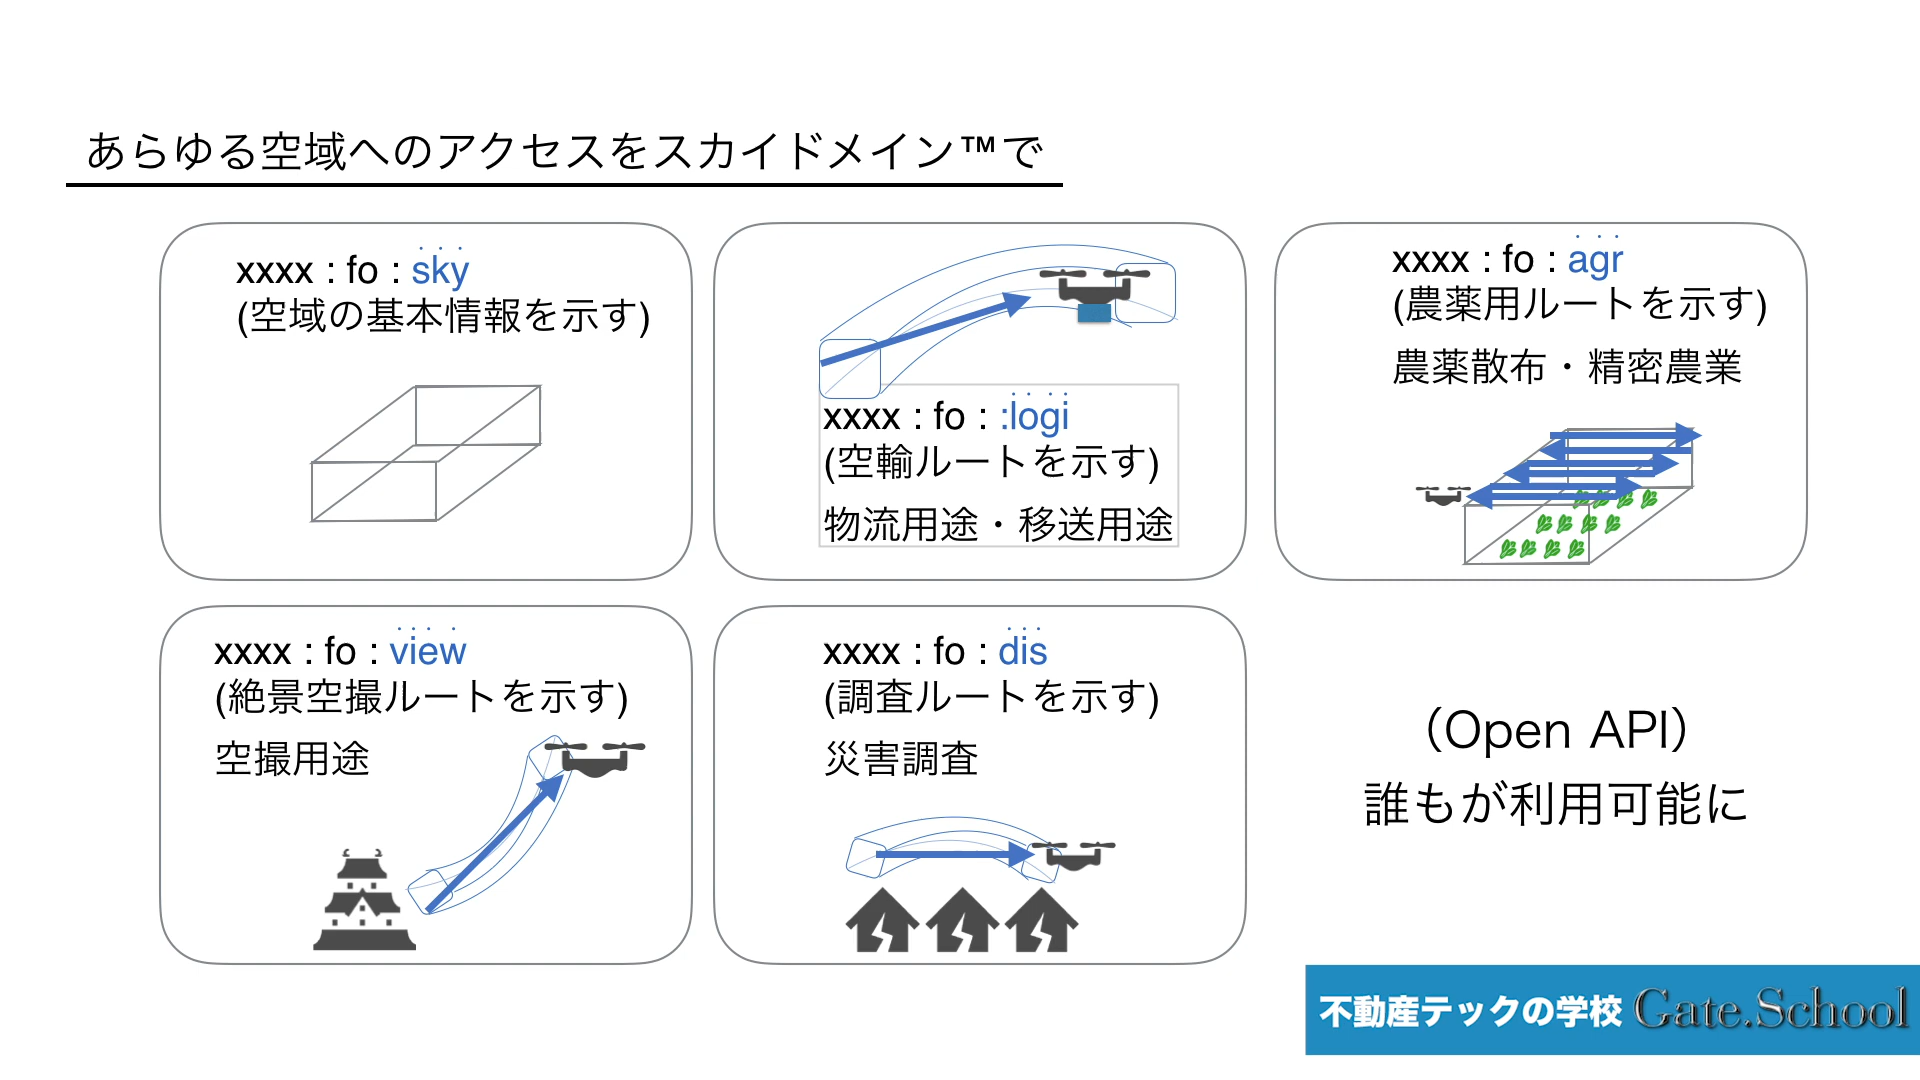 あらゆる空域へのアクセスをスカイドメイン™で
xxxx : fo : sky
(空域の基本情報を示す)
xxxx : fo : :logi
(空輸ルートを示す)
物流用途・移送用途
xxxx : fo : agr
(農薬用ルートを示す)
農薬散布・精密農業
xxxx : fo : view
(絶景空撮ルートを示す)
空撮用途
xxxx : fo : dis
(調査ルートを示す)
災害調査
（Open API）
誰もが利用可能に
不動産テックの学校 Gate.School